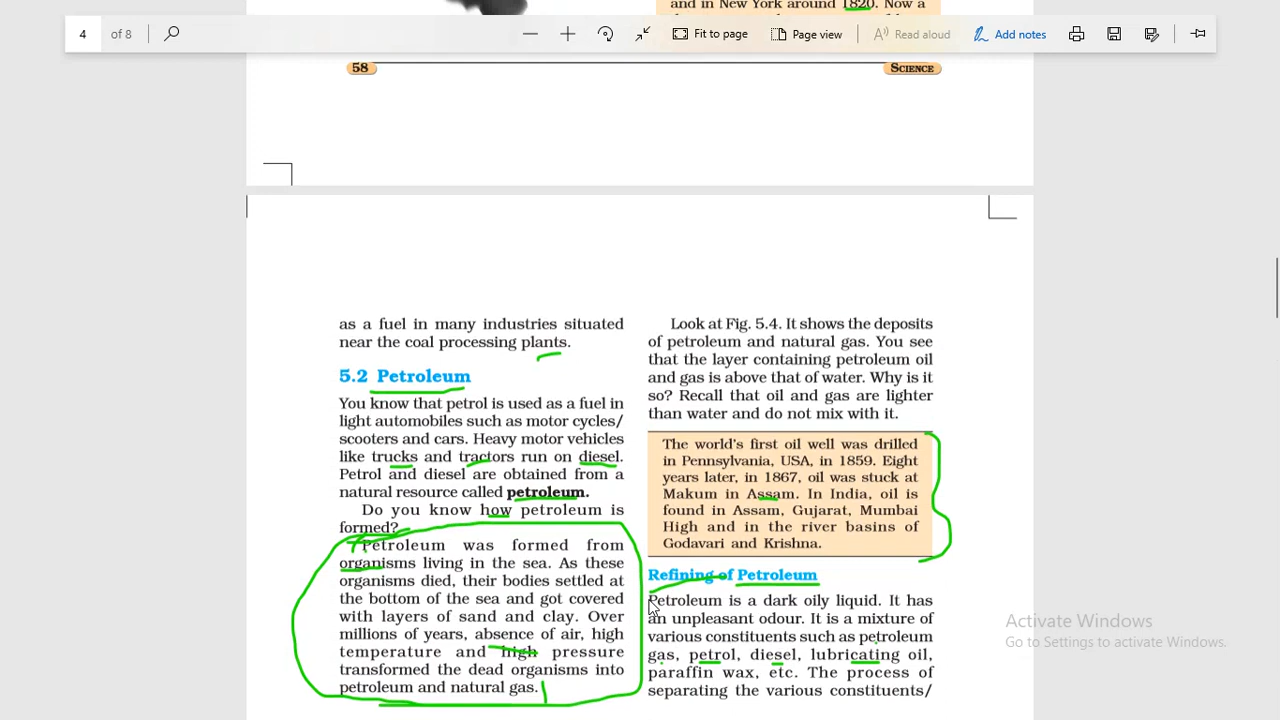 and in New York around 1820. Now a
4 of 8 Fit to page Page view Read aloud Add notes
58 SCIENCE
as a fuel in many industries situated
near the coal processing plants.
5.2 Petroleum
You know that petrol is used as a fuel in
light automobiles such as motor cycles/
scooters and cars. Heavy motor vehicles
like trucks and tractors run on diesel.
Petrol and diesel are obtained from a
natural resource called petroleum.
Do you know how petroleum is
formed?
Petroleum was formed from
organisms living in the sea. As these
organisms died, their bodies settled at
the bottom of the sea and got covered
with layers of sand and clay. Over
millions of years, absence of air, high
temperature and high pressure
transformed the dead organisms into
petroleum and natural gas.
Look at Fig. 5.4. It shows the deposits
of petroleum and natural gas. You see
that the layer containing petroleum oil
and gas is above that of water. Why is it
so? Recall that oil and gas are lighter
than water and do not mix with it.
The world's first oil well was drilled
in Pennsylvania, USA, in 1859. Eight
years later, in 1867, oil was stuck at
Makum in Assam. In India, oil is
found in Assam, Gujarat, Mumbai
High and in the river basins of
Godavari and Krishna.
Refining of Petroleum
Petroleum is a dark oily liquid. It has
an unpleasant odour. It is a mixture of
various constituents such as petroleum
gas, petrol, diesel, lubricating oil,
paraffin wax, etc. The process of
separating the various constituents/
Activate Windows
Go to Settings to activate Windows.